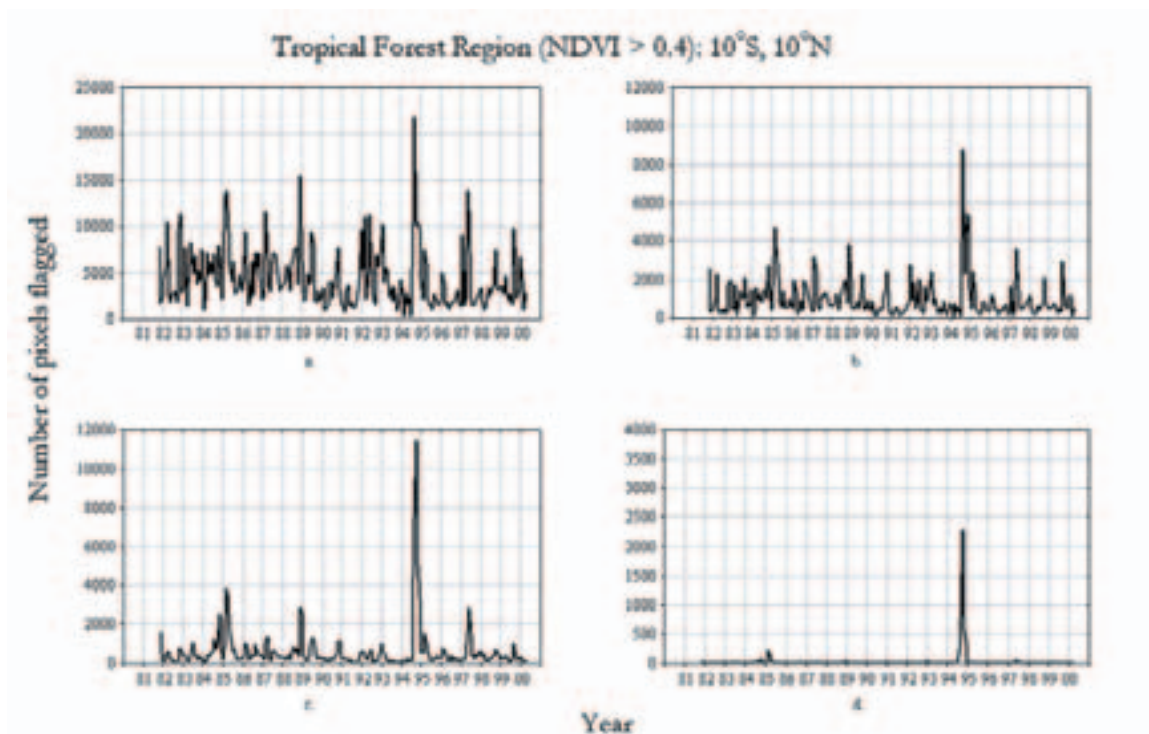 Tropical Forest Region (NDVI > 0.4): 10°S, 10°N
Number of pixels flagged
25000
20000
15000
10000
5000
0
81 82 83 84 85 86 87 88 89 90 91 92 93 94 95 96 97 98 99 00
a.
12000
10000
8000
6000
4000
2000
0
81 82 83 84 85 86 87 88 89 90 91 92 93 94 95 96 97 98 99 00
b.
12000
10000
8000
6000
4000
2000
0
81 82 83 84 85 86 87 88 89 90 91 92 93 94 95 96 97 98 99 00
c.
4000
3500
3000
2500
2000
1500
1000
500
0
81 82 83 84 85 86 87 88 89 90 91 92 93 94 95 96 97 98 99 00
d.
Year